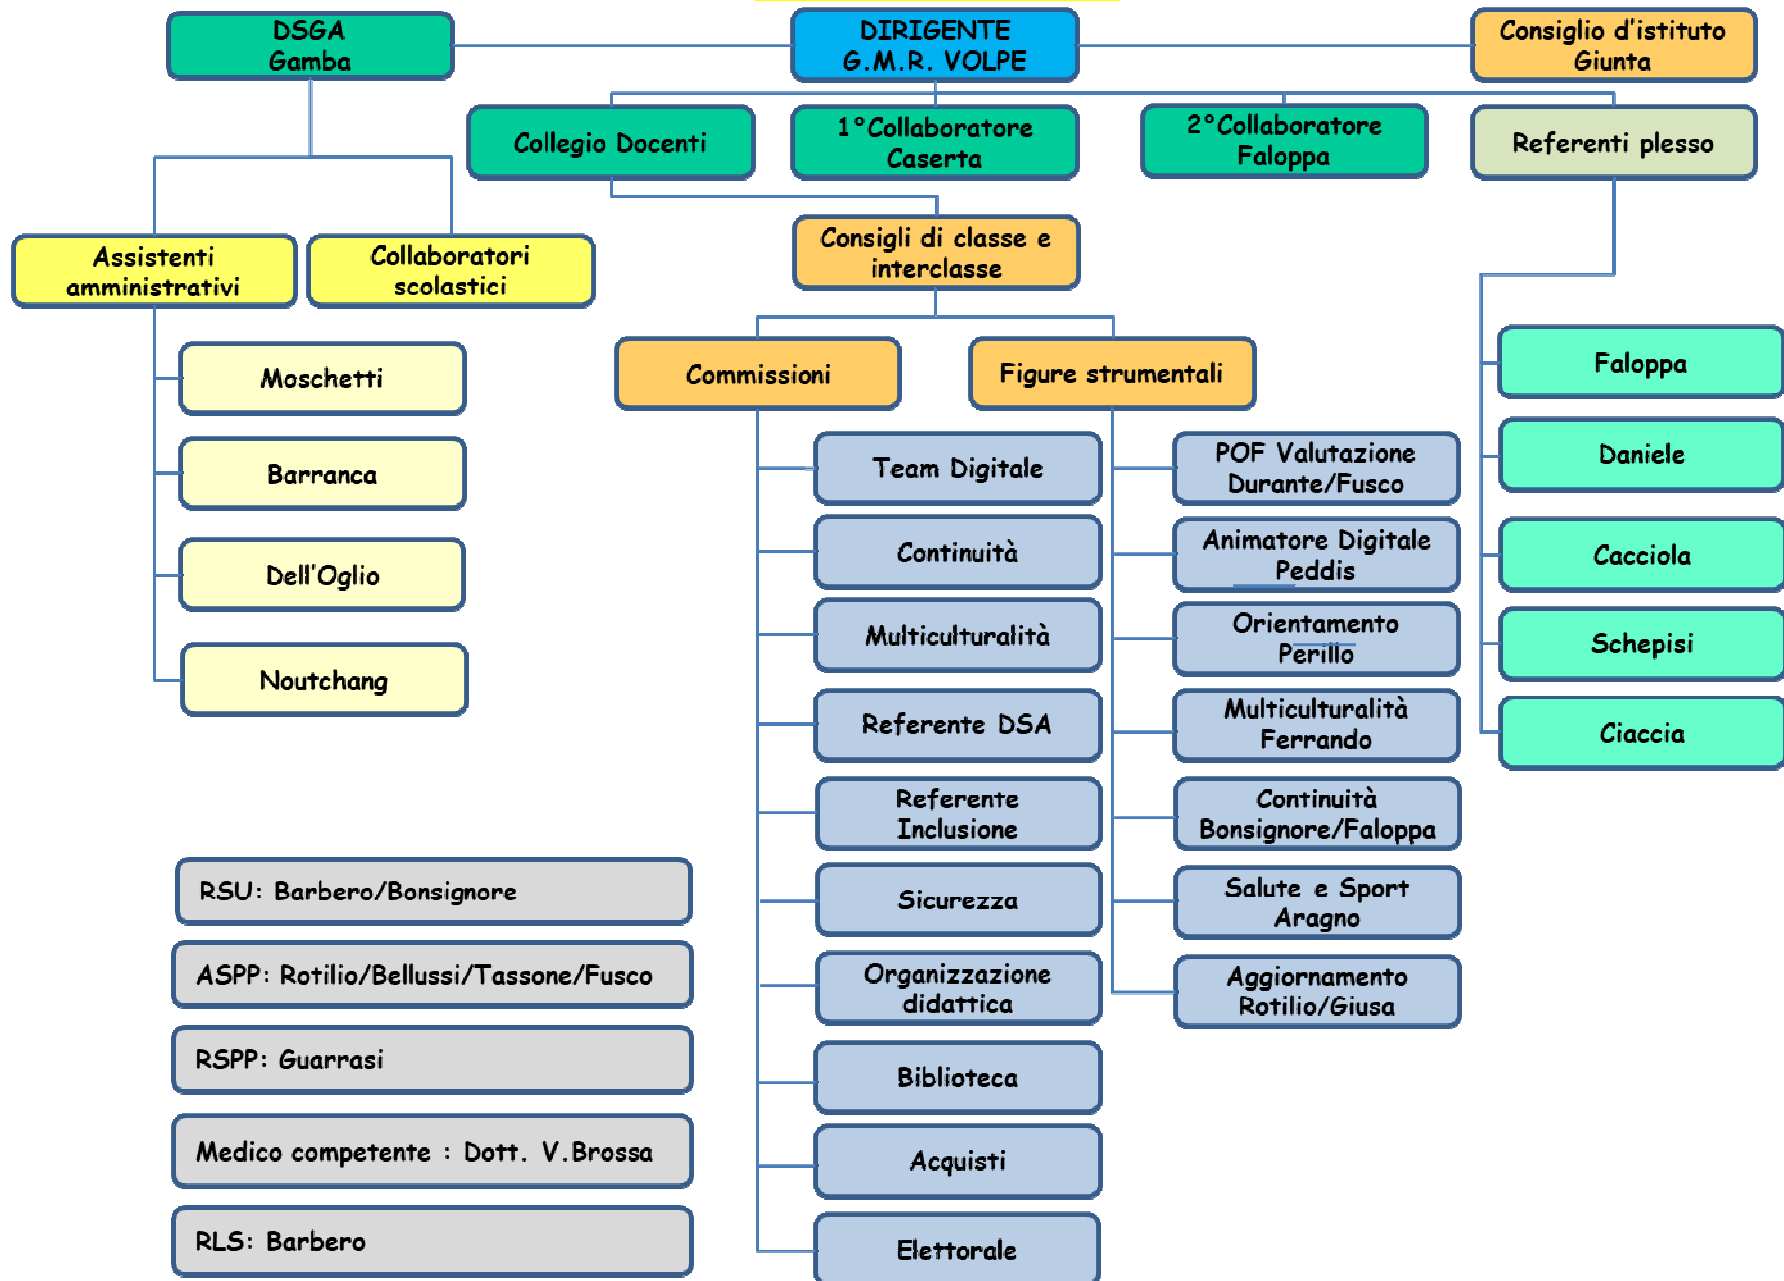 DSGA
Gamba
DIRIGENTE
G.M.R. VOLPE
Consiglio d'istituto
Giunta
Collegio Docenti
1°Collaboratore
Caserta
2°Collaboratore
Faloppa
Referenti plesso
Assistenti
amministrativi
Collaboratori
scolastici
Consigli di classe e
interclasse
Moschetti
Barranca
Dell'Oglio
Noutchang
Commissioni
Figure strumentali
Team Digitale
Continuità
Multiculturalità
Referente DSA
Referente
Inclusione
Sicurezza
Organizzazione
didattica
Biblioteca
Acquisti
Elettorale
POF Valutazione
Durante/Fusco
Animatore Digitale
Peddis
Orientamento
Perillo
Multiculturalità
Ferrando
Continuità
Bonsignore/Faloppa
Salute e Sport
Aragno
Aggiornamento
Rotilio/Giusa
Faloppa
Daniele
Cacciola
Schepisi
Ciaccia
RSU: Barbero/Bonsignore
ASPP: Rotilio/Bellussi/Tassone/Fusco
RSPP: Guarrasi
Medico competente : Dott. V.Brossa
RLS: Barbero